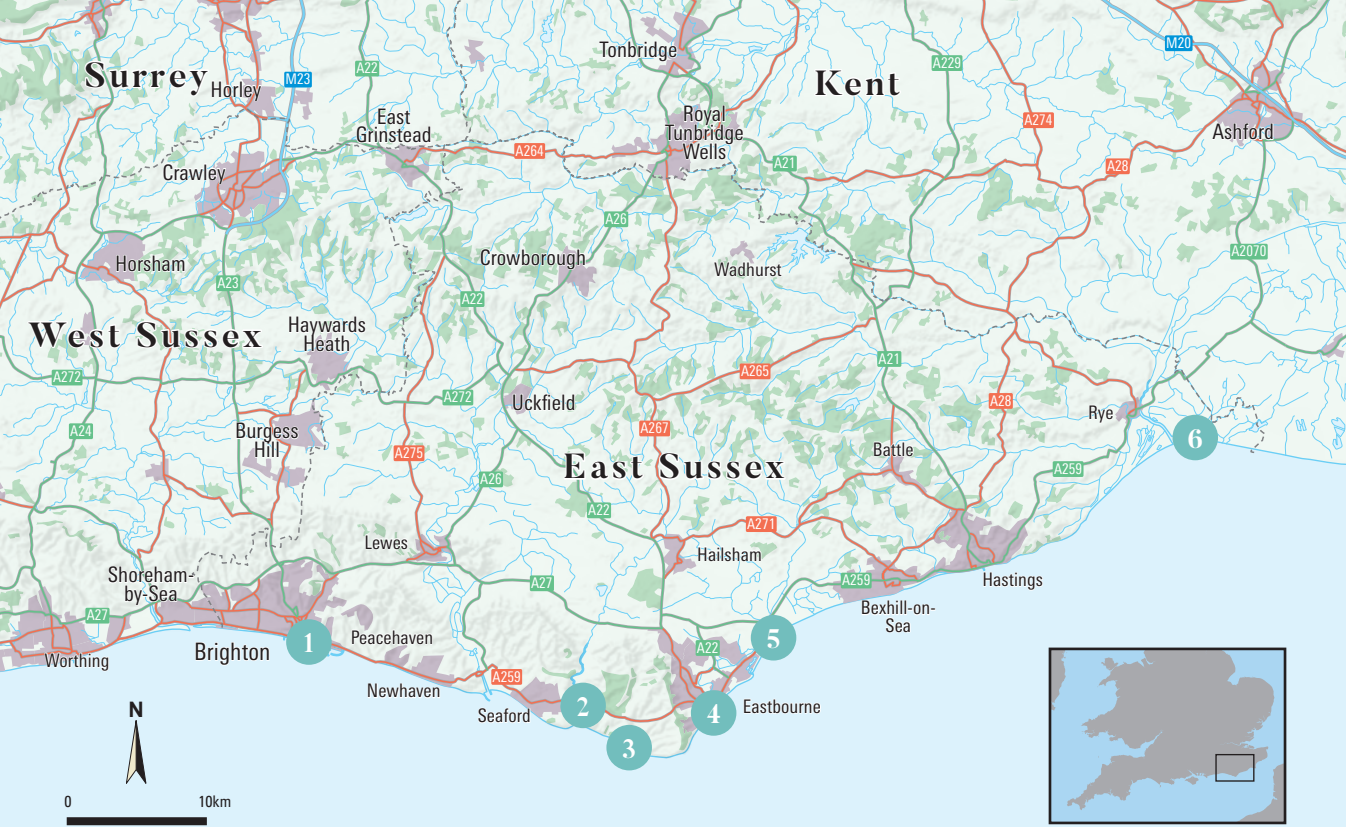 Tonbridge
M20
Surrey
Horley
M23
A22
Kent
A229
East
Grinstead
Royal
Tunbridge
Wells
A274
Ashford
A264
A21
A28
Crawley
A26
Horsham
Crowborough
Wadhurst
A2070
A23
A22
West Sussex
Haywards
Heath
A272
A265
A21
A272
Uckfield
A28
Rye
A24
Burgess
Hill
A267
6
A275
Battle
East Sussex
A259
A26
A22
A271
Lewes
Hailsham
Shoreham-
by-Sea
A27
A259
Hastings
Bexhill-on-
Sea
A27
1
Peacehaven
5
Brighton
A22
Worthing
A259
Newhaven
2
4
Eastbourne
Seaford
3
N
0
10km